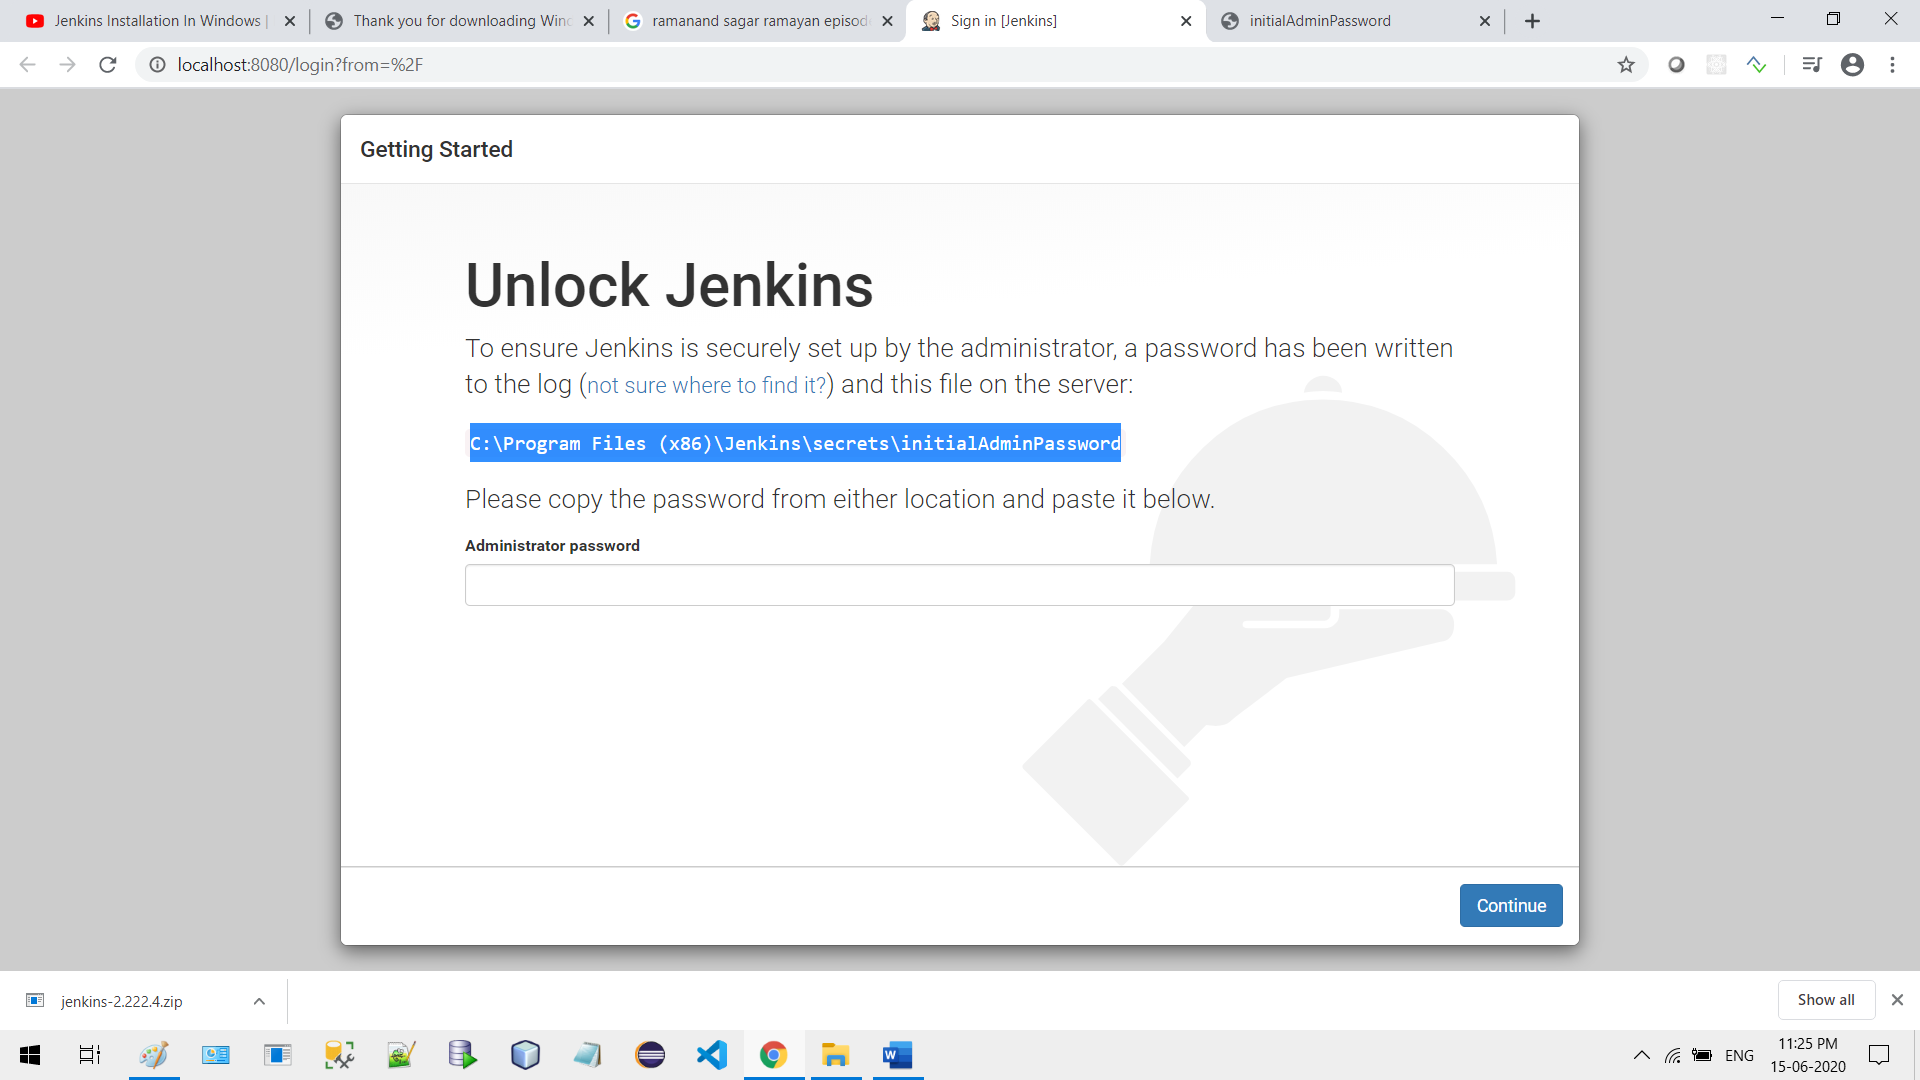 Jenkins Installation In Windows |
Thank you for downloading Wind
ramanand sagar ramayan episode
Sign in [Jenkins]
initialAdminPassword
localhost:8080/login?from=%2F
Getting Started
Unlock Jenkins
To ensure Jenkins is securely set up by the administrator, a password has been written
to the log (not sure where to find it?) and this file on the server:
C:\Program Files (x86)\Jenkins\secrets\initialAdminPassword
Please copy the password from either location and paste it below.
Administrator password
Continue
jenkins-2.222.4.zip
Show all
ENG
11:25 PM
15-06-2020